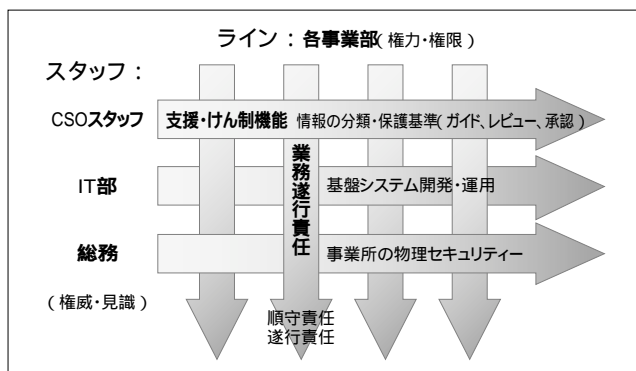 ライン：各事業部(権力・権限)
スタッフ：
CSOスタッフ
支援・けん制機能 情報の分類・保護基準(ガイド、レビュー、承認)
業務遂行責任
IT部
基盤システム開発・運用
総務
事業所の物理セキュリティー
(権威・見識)
順守責任
遂行責任